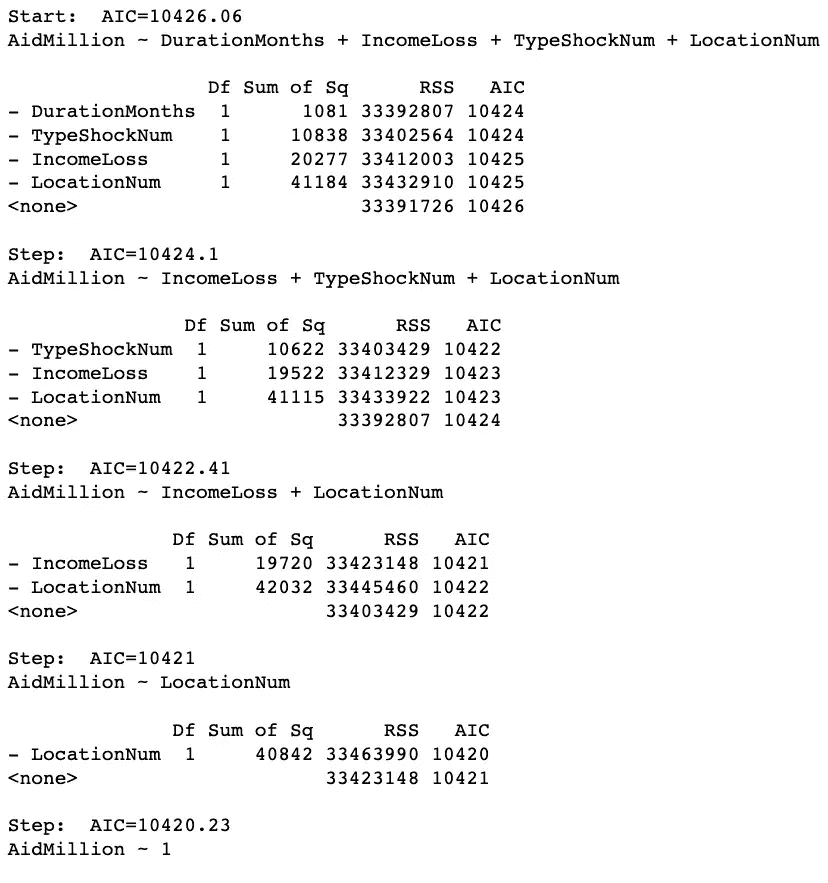 Start:  AIC=10426.06
AidMillion ~ DurationMonths + IncomeLoss + TypeShockNum + LocationNum

                 Df Sum of Sq      RSS   AIC
- DurationMonths  1      1081 33392807 10424
- TypeShockNum    1     10838 33402564 10424
- IncomeLoss      1     20277 33412003 10425
- LocationNum     1     41184 33432910 10425
<none>                        33391726 10426

Step:  AIC=10424.1
AidMillion ~ IncomeLoss + TypeShockNum + LocationNum

               Df Sum of Sq      RSS   AIC
- TypeShockNum  1     10622 33403429 10422
- IncomeLoss    1     19522 33412329 10423
- LocationNum   1     41115 33433922 10423
<none>                      33392807 10424

Step:  AIC=10422.41
AidMillion ~ IncomeLoss + LocationNum

              Df Sum of Sq      RSS   AIC
- IncomeLoss   1     19720 33423148 10421
- LocationNum  1     42032 33445460 10422
<none>                     33403429 10422

Step:  AIC=10421
AidMillion ~ LocationNum

              Df Sum of Sq      RSS   AIC
- LocationNum  1     40842 33463990 10420
<none>                     33423148 10421

Step:  AIC=10420.23
AidMillion ~ 1